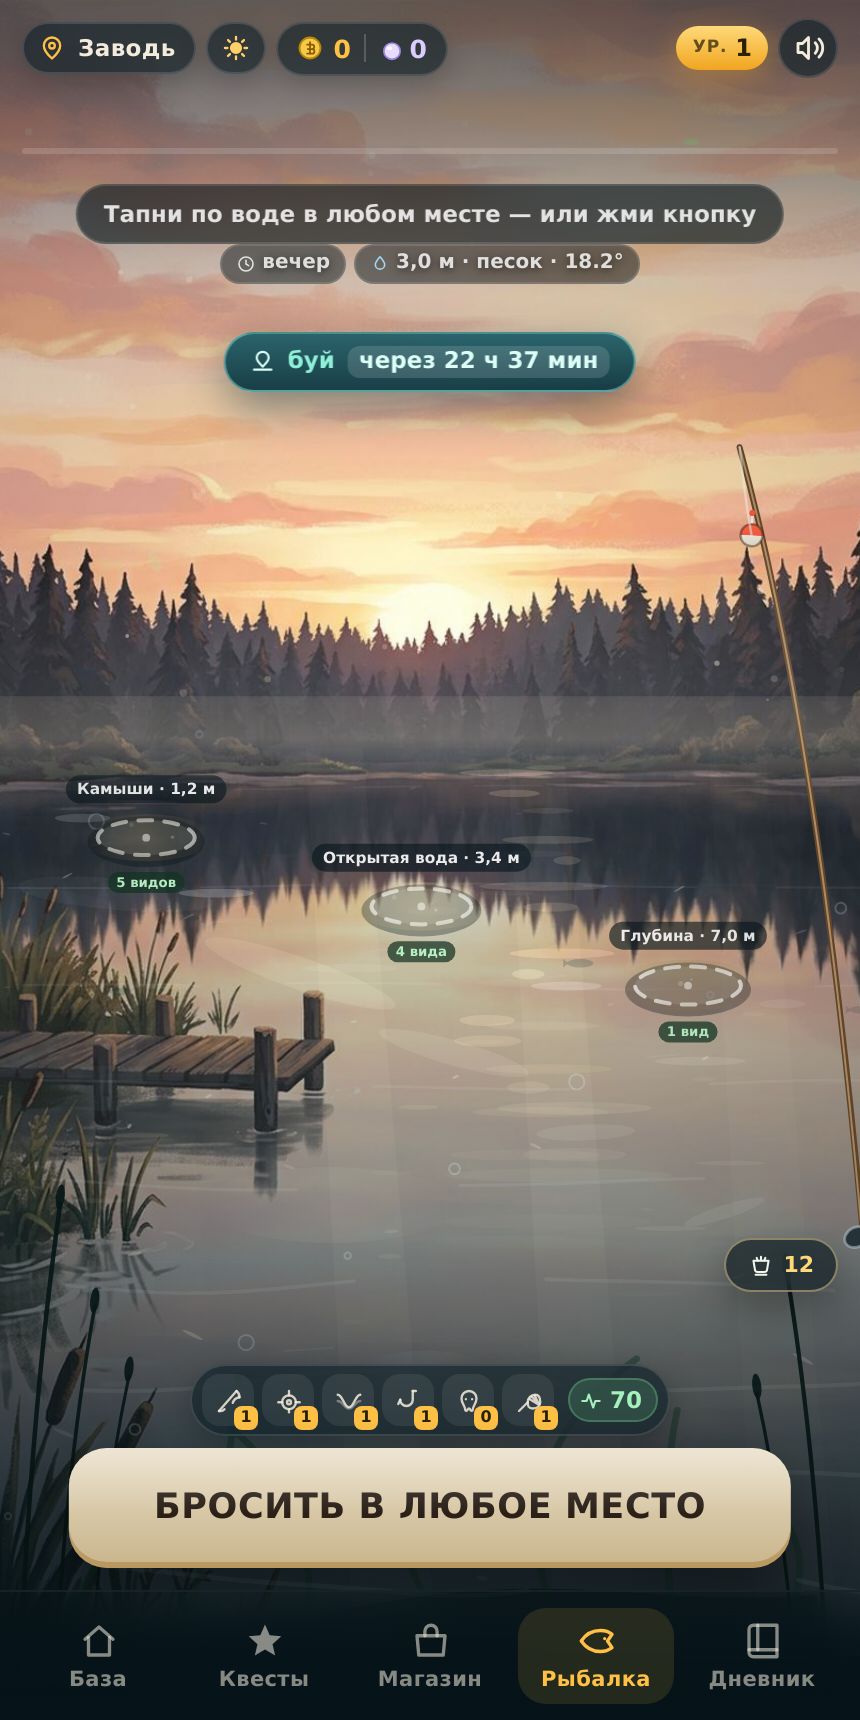 Заводь
0
0
УР. 1
Тапни по воде в любом месте — или жми кнопку
вечер
3,0 м · песок · 18.2°
буй через 22 ч 37 мин
Камыши · 1,2 м
5 видов
Открытая вода · 3,4 м
4 вида
Глубина · 7,0 м
1 вид
12
1
1
1
1
0
1
70
БРОСИТЬ В ЛЮБОЕ МЕСТО
База
Квесты
Магазин
Рыбалка
Дневник